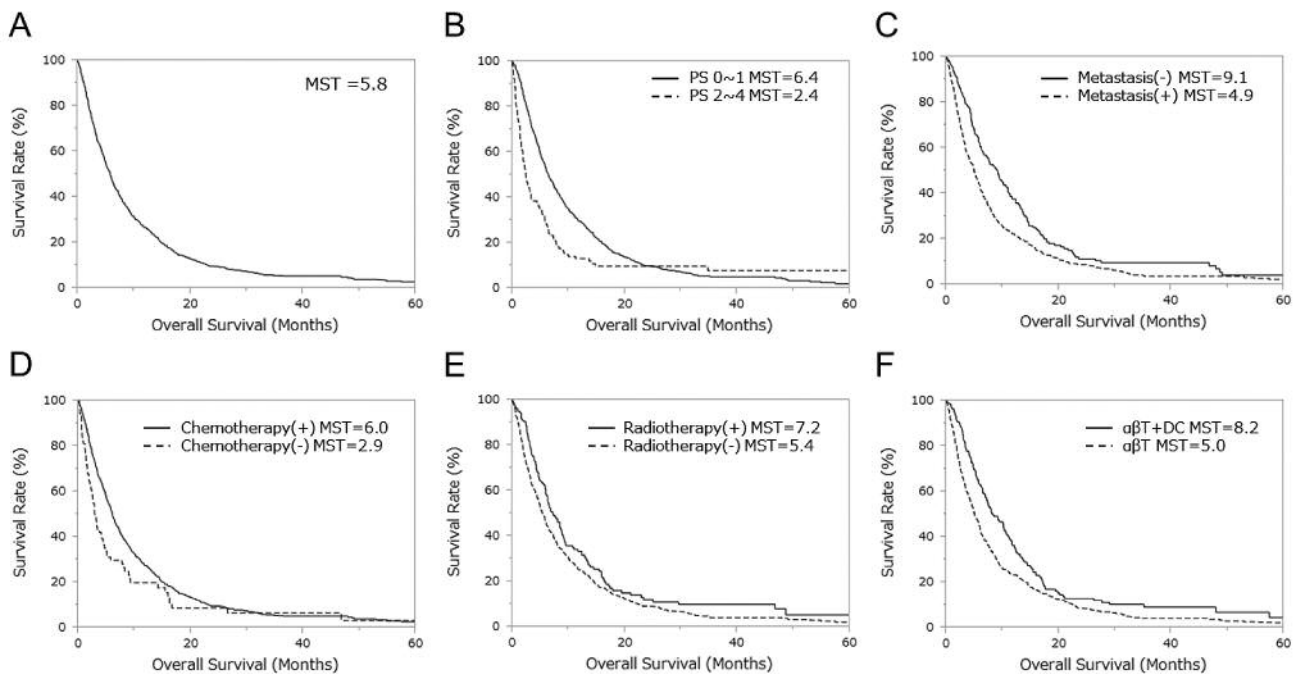 A
100
80
60
40
20
0
Survival Rate (%)
MST =5.8
0 20 40 60
Overall Survival (Months)
B
100
80
60
40
20
0
Survival Rate (%)
PS 0~1 MST=6.4
PS 2~4 MST=2.4
0 20 40 60
Overall Survival (Months)
C
100
80
60
40
20
0
Survival Rate (%)
Metastasis(-) MST=9.1
Metastasis(+) MST=4.9
0 20 40 60
Overall Survival (Months)
D
100
80
60
40
20
0
Survival Rate (%)
Chemotherapy(+) MST=6.0
Chemotherapy(-) MST=2.9
0 20 40 60
Overall Survival (Months)
E
100
80
60
40
20
0
Survival Rate (%)
Radiotherapy(+) MST=7.2
Radiotherapy(-) MST=5.4
0 20 40 60
Overall Survival (Months)
F
100
80
60
40
20
0
Survival Rate (%)
αβT+DC MST=8.2
αβT MST=5.0
0 20 40 60
Overall Survival (Months)